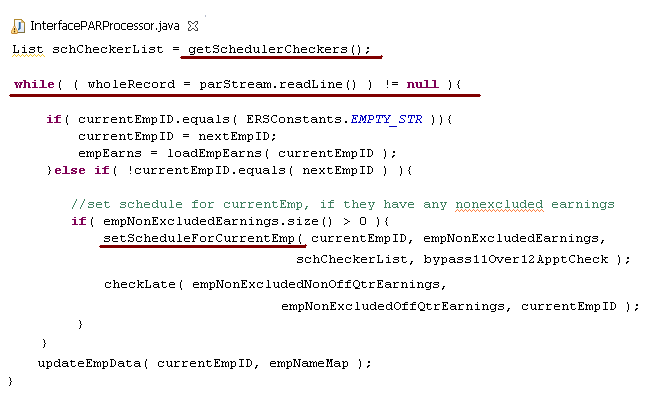 InterfacePARProcessor.java
List schCheckerList = getSchedulerCheckers();
while( ( wholeRecord = parStream.readLine() ) != null ){
if( currentEmpID.equals( ERSConstants.EMPTY_STR )){
currentEmpID = nextEmpID;
empEarns = loadEmpEarns( currentEmpID );
}else if( !currentEmpID.equals( nextEmpID ) ){
//set schedule for currentEmp, if they have any nonexcluded earnings
if( empNonExcludedEarnings.size() > 0 ){
setScheduleForCurrentEmp( currentEmpID, empNonExcludedEarnings,
schCheckerList, bypass11Over12ApptCheck );
checkLate( empNonExcludedNonOffQtrEarnings,
empNonExcludedOffQtrEarnings, currentEmpID );
}
}
updateEmpData( currentEmpID, empNameMap );
}